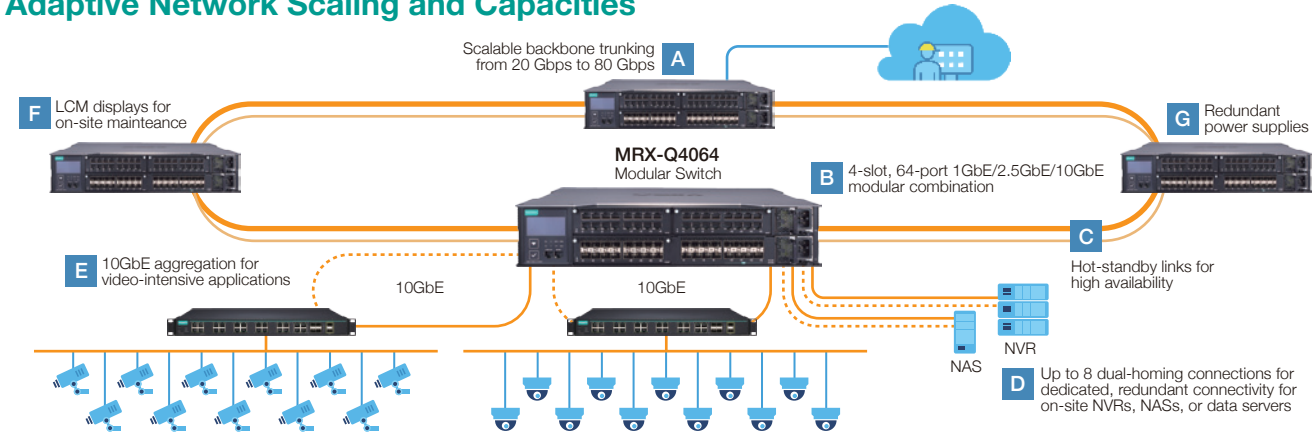 Adaptive Network Scaling and Capacities
Scalable backbone trunking
from 20 Gbps to 80 Gbps
A
F
LCM displays for
on-site mainteance
G
Redundant
power supplies
MRX-Q4064
Modular Switch
B
4-slot, 64-port 1GbE/2.5GbE/10GbE
modular combination
C
Hot-standby links for
high availability
E
10GbE aggregation for
video-intensive applications
10GbE
10GbE
NAS
NVR
D
Up to 8 dual-homing connections for
dedicated, redundant connectivity for
on-site NVRs, NASs, or data servers